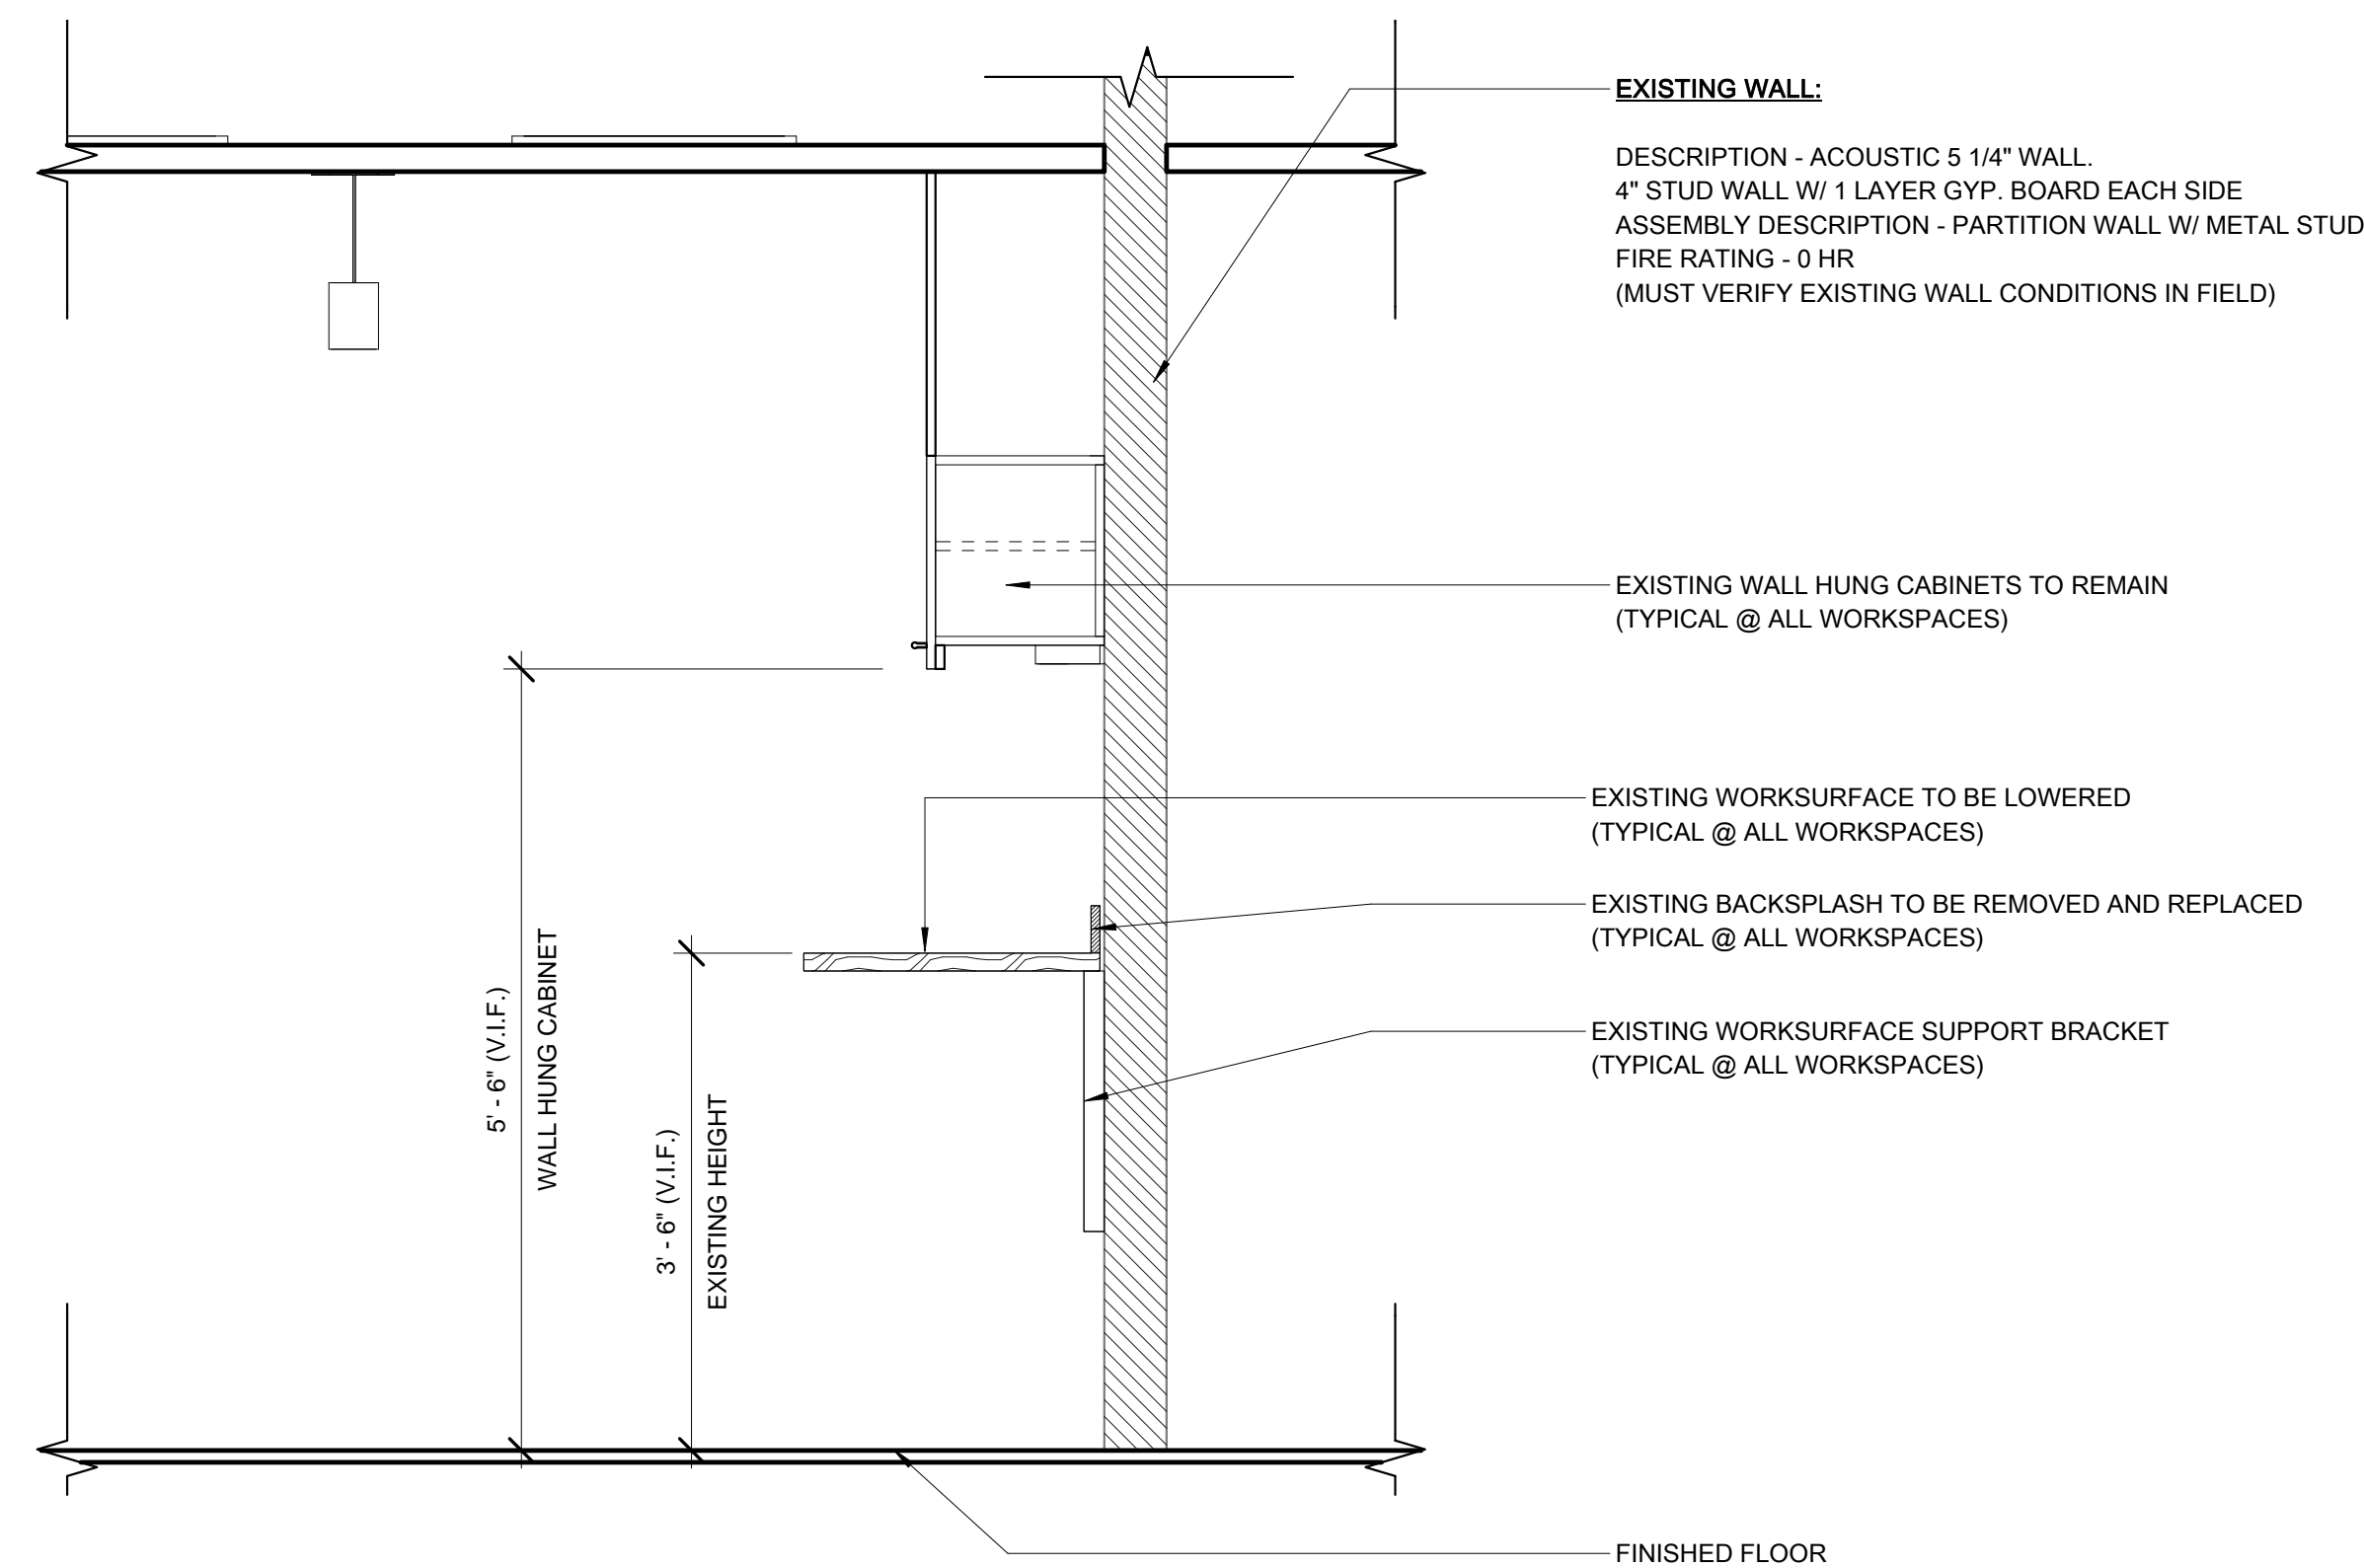 EXISTING WALL:
DESCRIPTION - ACOUSTIC 5 1/4" WALL.
4" STUD WALL W/ 1 LAYER GYP. BOARD EACH SIDE
ASSEMBLY DESCRIPTION - PARTITION WALL W/ METAL STUD
FIRE RATING - 0 HR
(MUST VERIFY EXISTING WALL CONDITIONS IN FIELD)
EXISTING WALL HUNG CABINETS TO REMAIN
(TYPICAL @ ALL WORKSPACES)
EXISTING WORKSURFACE TO BE LOWERED
(TYPICAL @ ALL WORKSPACES)
EXISTING BACKSPLASH TO BE REMOVED AND REPLACED
(TYPICAL @ ALL WORKSPACES)
EXISTING WORKSURFACE SUPPORT BRACKET
(TYPICAL @ ALL WORKSPACES)
5' - 6" (V.I.F.)
WALL HUNG CABINET
3' - 6" (V.I.F.)
EXISTING HEIGHT
FINISHED FLOOR